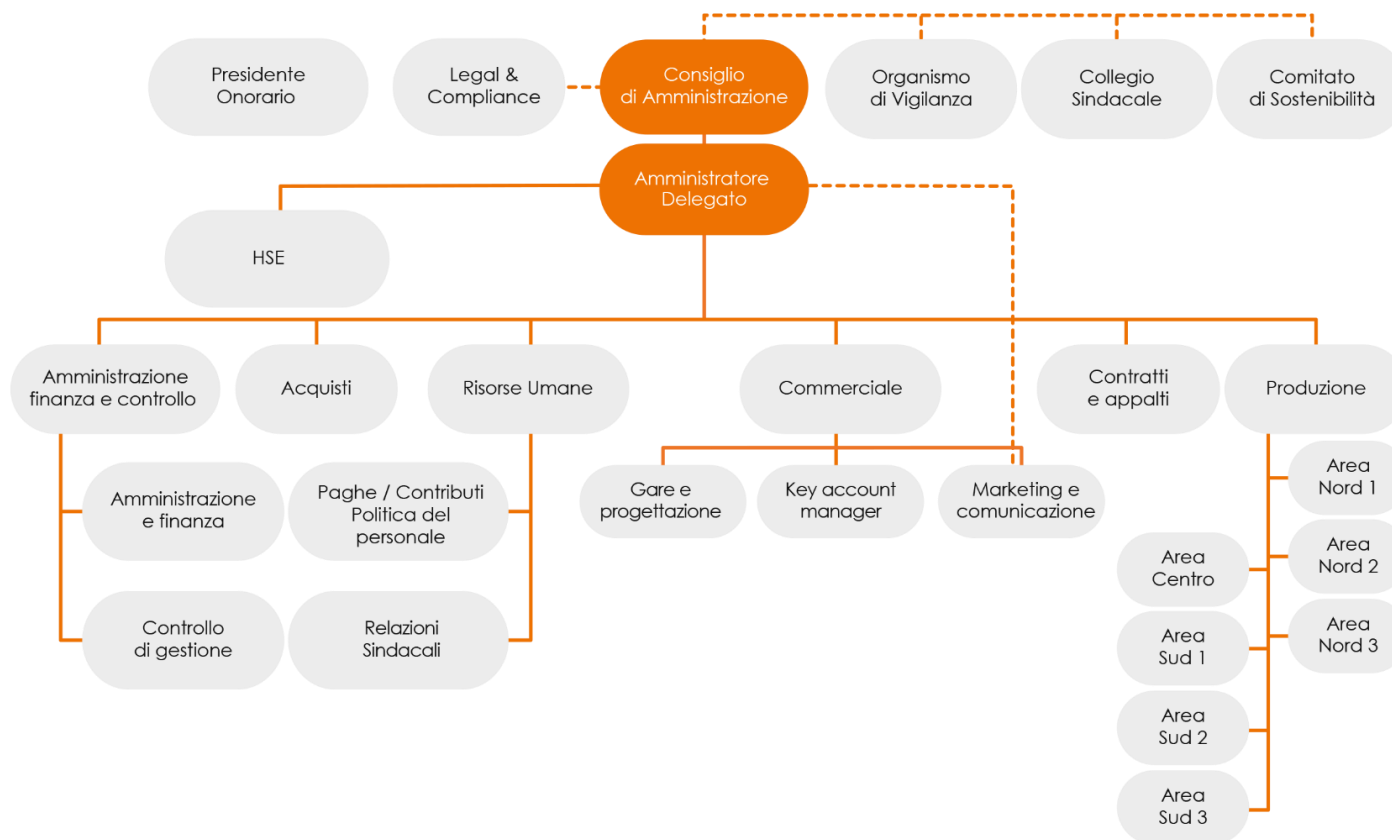 Presidente
Onorario
Legal &
Compliance
Consiglio
di Amministrazione
Organismo
di Vigilanza
Collegio
Sindacale
Comitato
di Sostenibilità
Amministratore
Delegato
HSE
Amministrazione
finanza e controllo
Acquisti
Risorse Umane
Commerciale
Contratti
e appalti
Produzione
Amministrazione
e finanza
Paghe / Contributi
Politica del
personale
Gare e
progettazione
Key account
manager
Marketing e
comunicazione
Area
Nord 1
Area
Centro
Area
Nord 2
Controllo
di gestione
Relazioni
Sindacali
Area
Sud 1
Area
Nord 3
Area
Sud 2
Area
Sud 3